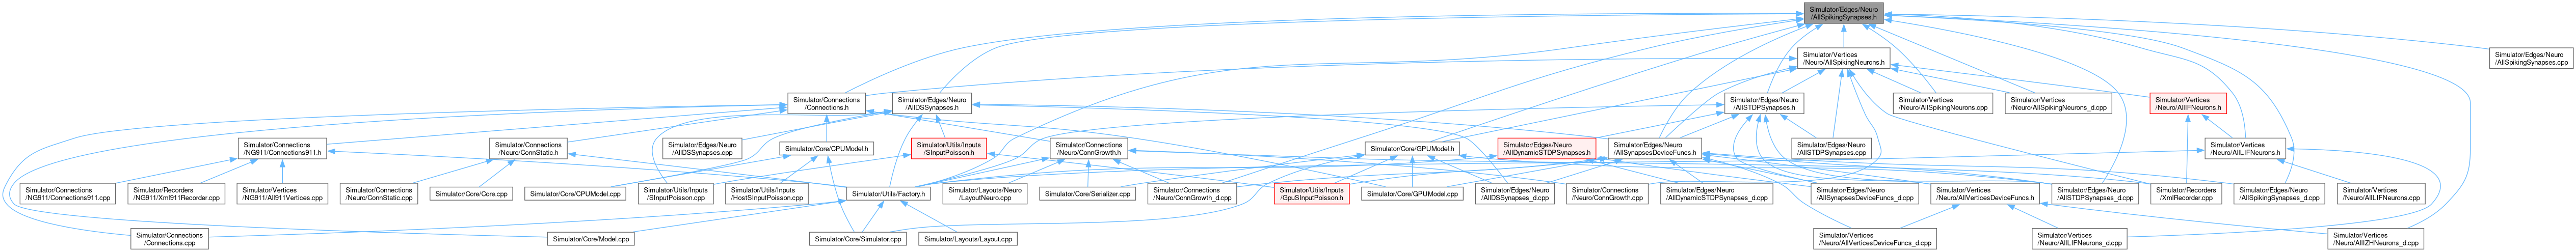 Simulator/Edges/Neuro
/AllSpikingSynapses.h
Simulator/Vertices
/Neuro/AllSpikingNeurons.h
Simulator/Edges/Neuro
/AllSpikingSynapses.cpp
Simulator/Connections
/Connections.h
Simulator/Edges/Neuro
/AllDSSynapses.h
Simulator/Edges/Neuro
/AllSTDPSynapses.h
Simulator/Vertices
/Neuro/AllSpikingNeurons.cpp
Simulator/Vertices
/Neuro/AllSpikingNeurons_d.cpp
Simulator/Vertices
/Neuro/AllIFNeurons.h
Simulator/Connections
/NG911/Connections911.h
Simulator/Connections
/Neuro/ConnStatic.h
Simulator/Edges/Neuro
/AllDSSynapses.cpp
Simulator/Core/CPUModel.h
Simulator/Utils/Inputs
/SInputPoisson.h
Simulator/Connections
/Neuro/ConnGrowth.h
Simulator/Core/GPUModel.h
Simulator/Edges/Neuro
/AllDynamicSTDPSynapses.h
Simulator/Edges/Neuro
/AllSynapsesDeviceFuncs.h
Simulator/Edges/Neuro
/AllSTDPSynapses.cpp
Simulator/Vertices
/Neuro/AllLIFNeurons.h
Simulator/Connections
/NG911/Connections911.cpp
Simulator/Recorders
/NG911/Xml911Recorder.cpp
Simulator/Vertices
/NG911/All911Vertices.cpp
Simulator/Connections
/Neuro/ConnStatic.cpp
Simulator/Core/Core.cpp
Simulator/Core/CPUModel.cpp
Simulator/Utils/Inputs
/SInputPoisson.cpp
Simulator/Utils/Inputs
/HostSInputPoisson.cpp
Simulator/Utils/Factory.h
Simulator/Layouts/Neuro
/LayoutNeuro.cpp
Simulator/Core/Serializer.cpp
Simulator/Connections
/Neuro/ConnGrowth_d.cpp
Simulator/Utils/Inputs
/GpuSInputPoisson.h
Simulator/Core/GPUModel.cpp
Simulator/Edges/Neuro
/AllDSSynapses_d.cpp
Simulator/Connections
/Neuro/ConnGrowth.cpp
Simulator/Edges/Neuro
/AllDynamicSTDPSynapses_d.cpp
Simulator/Edges/Neuro
/AllSynapsesDeviceFuncs_d.cpp
Simulator/Vertices
/Neuro/AllVerticesDeviceFuncs.h
Simulator/Edges/Neuro
/AllSTDPSynapses_d.cpp
Simulator/Recorders
/XmlRecorder.cpp
Simulator/Edges/Neuro
/AllSpikingSynapses_d.cpp
Simulator/Vertices
/Neuro/AllLIFNeurons.cpp
Simulator/Connections
/Connections.cpp
Simulator/Core/Model.cpp
Simulator/Core/Simulator.cpp
Simulator/Layouts/Layout.cpp
Simulator/Vertices
/Neuro/AllVerticesDeviceFuncs_d.cpp
Simulator/Vertices
/Neuro/AllLIFNeurons_d.cpp
Simulator/Vertices
/Neuro/AllIZHNeurons_d.cpp